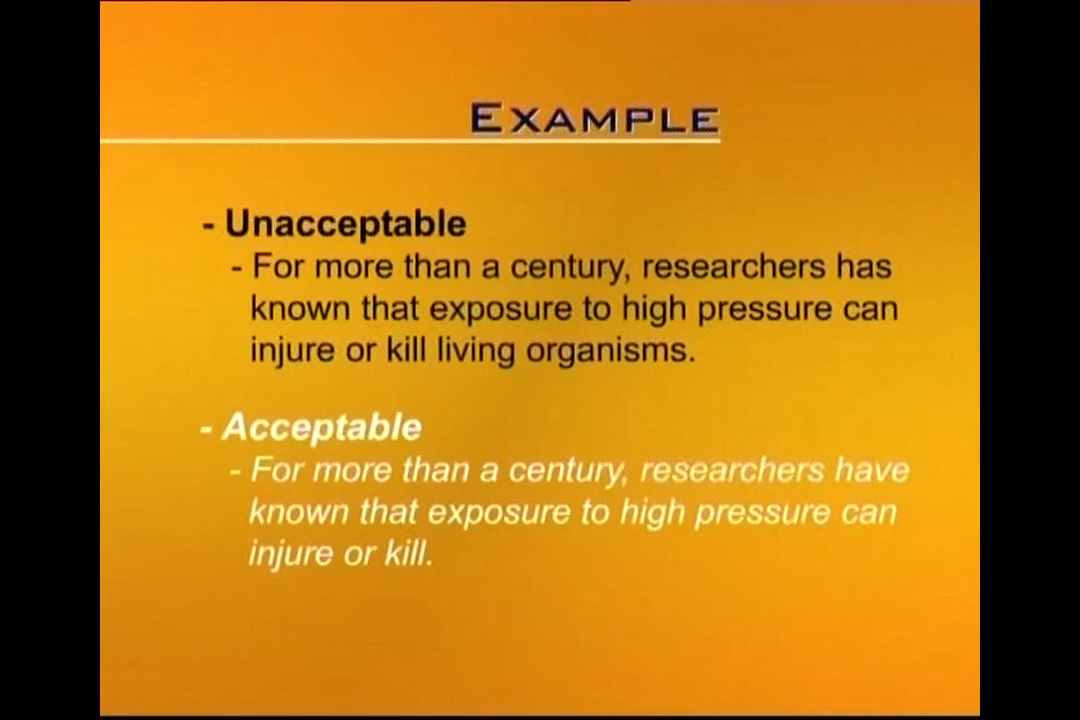 EXAMPLE
- Unacceptable
- For more than a century, researchers has
known that exposure to high pressure can
injure or kill living organisms.
- Acceptable
- For more than a century, researchers have
known that exposure to high pressure can
injure or kill.